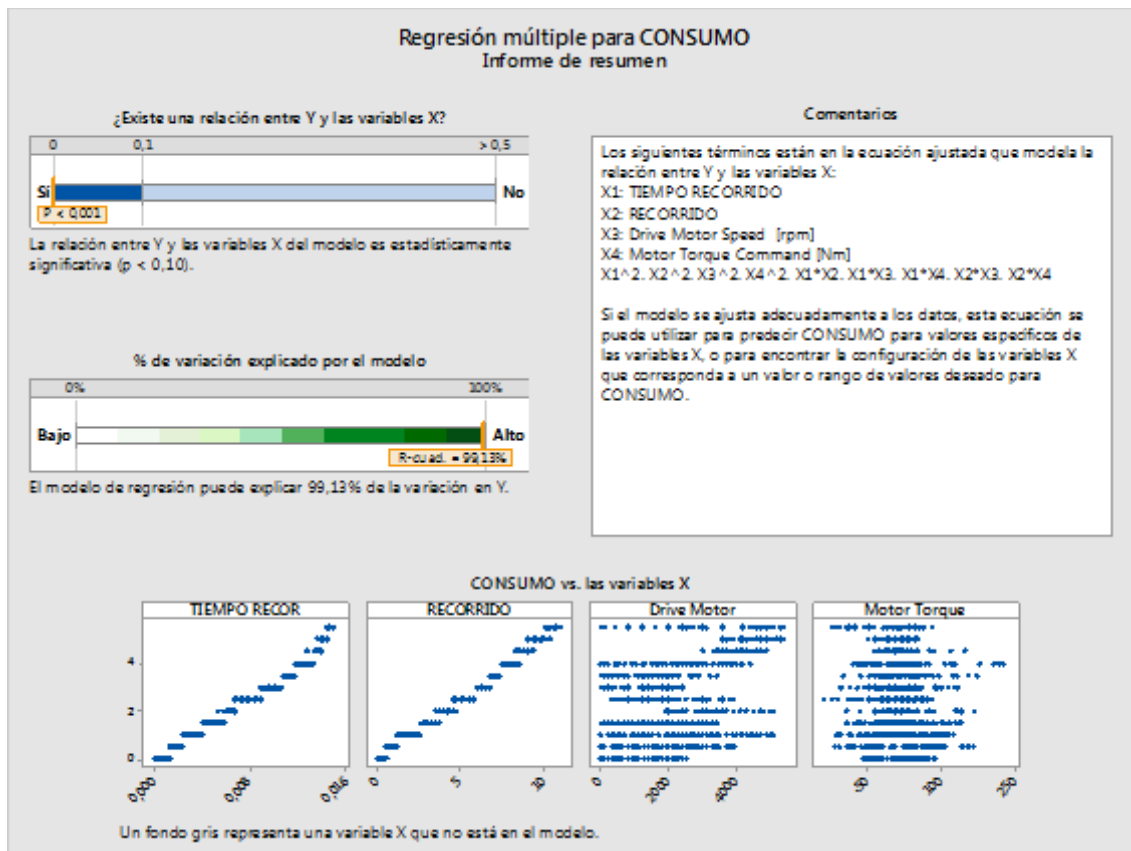 Regresión múltiple para CONSUMO
Informe de resumen
¿Existe una relación entre Y y las variables X?
0 0,1 > 0,5
Sí No
P < 0,001
La relación entre Y y las variables X del modelo es estadísticamente
significativa (p < 0,10).
% de variación explicado por el modelo
0% 100%
Bajo Alto
R-cuad. = 99,13%
El modelo de regresión puede explicar 99,13% de la variación en Y.
Comentarios
Los siguientes términos están en la ecuación ajustada que modela la
relación entre Y y las variables X:
X1: TIEMPO RECORRIDO
X2: RECORRIDO
X3: Drive Motor Speed [rpm]
X4: Motor Torque Command [Nm]
X1^2. X2^2. X3^2. X4^2. X1*X2. X1*X3. X1*X4. X2*X3. X2*X4
Si el modelo se ajusta adecuadamente a los datos, esta ecuación se
puede utilizar para predecir CONSUMO para valores específicos de
las variables X, o para encontrar la configuración de las variables X
que corresponda a un valor o rango de valores deseado para
CONSUMO.
CONSUMO vs. las variables X
TIEMPO RECOR RECORRIDO Drive Motor Motor Torque
4
2
0
0,000 0,008 0,016 0 5 10 0 2000 4000 50 100 250
Un fondo gris representa una variable X que no está en el modelo.